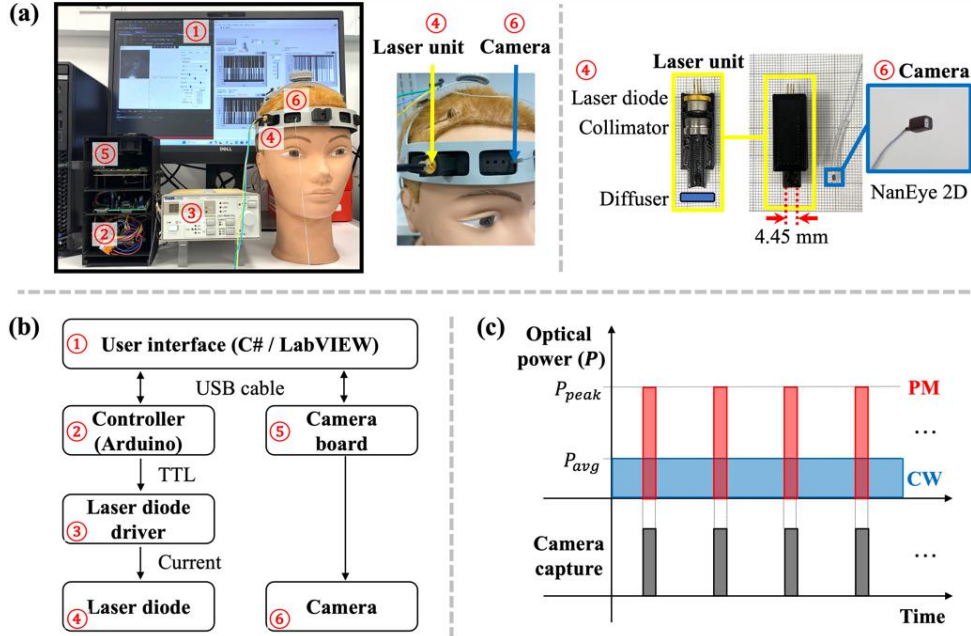 (a)
①
⑥
④
⑤
③
②
DELL
④
Laser unit
⑥
Camera
④
Laser unit
Laser diode
Collimator
Diffuser
4.45 mm
⑥ Camera
NanEye 2D
(b)
① User interface (C# / LabVIEW)
USB cable
② Controller
(Arduino)
⑤ Camera
board
TTL
③ Laser diode
driver
Current
④ Laser diode
⑥ Camera
(c)
Optical
power (P)
P_peak
PM
...
P_avg
CW
Camera
capture
...
Time